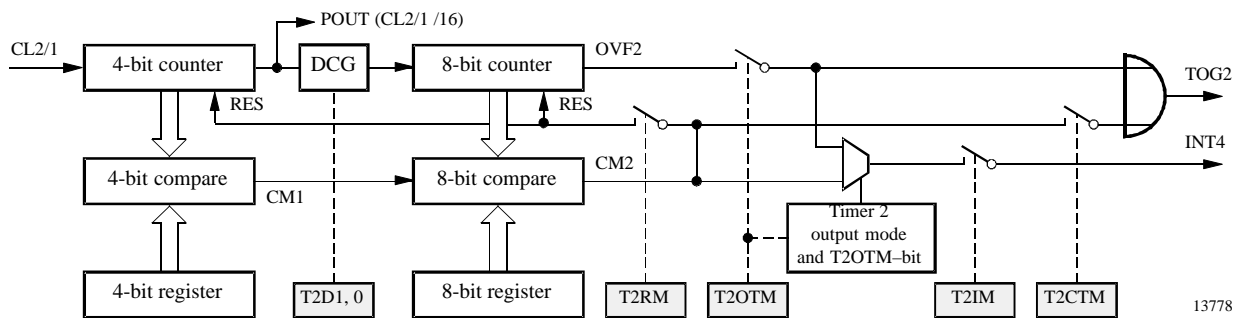 POUT (CL2/1 /16)
CL2/1
4-bit counter
DCG
8-bit counter
OVF2
TOG2
RES
RES
INT4
4-bit compare
CM1
8-bit compare
CM2
Timer 2
output mode
and T2OTM–bit
4-bit register
T2D1, 0
8-bit register
T2RM
T2OTM
T2IM
T2CTM
13778